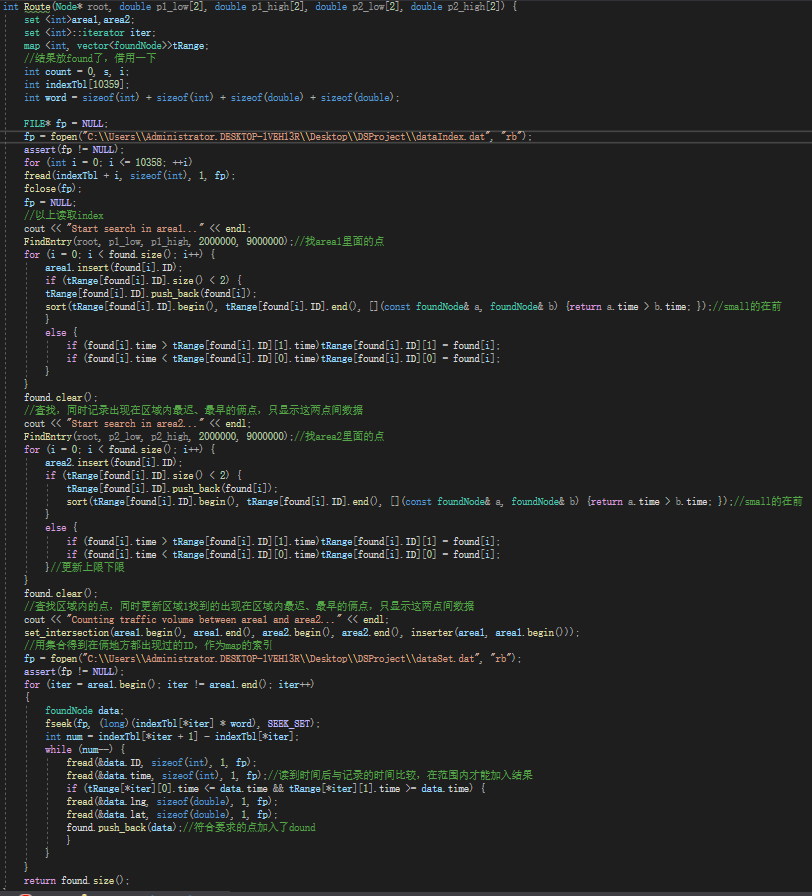 int Route(Node* root, double p1_low[2], double p1_high[2], double p2_low[2], double p2_high[2]) {
    set <int>area1,area2;
    set <int>::iterator iter;
    map <int, vector<foundNode>>tRange;
    //结果放found了，借用一下
    int count = 0, s, i;
    int indexTbl[10359];
    int word = sizeof(int) + sizeof(int) + sizeof(double) + sizeof(double);

    FILE* fp = NULL;
    fp = fopen("C:\\Users\\Administrator.DESKTOP-1VEH13R\\Desktop\\DSProject\\dataIndex.dat", "rb");
    assert(fp != NULL);
    for (int i = 0; i <= 10358; ++i)
    fread(indexTbl + i, sizeof(int), 1, fp);
    fclose(fp);
    fp = NULL;
    //以上读取index
    cout << "Start search in area1..." << endl;
    FindEntry(root, p1_low, p1_high, 2000000, 9000000);//找area1里面的点
    for (i = 0; i < found.size(); i++) {
        area1.insert(found[i].ID);
        if (tRange[found[i].ID].size() < 2) {
        tRange[found[i].ID].push_back(found[i]);
        sort(tRange[found[i].ID].begin(), tRange[found[i].ID].end(), [](const foundNode& a, foundNode& b) {return a.time > b.time; });//small的在前
        }
        else {
            if (found[i].time > tRange[found[i].ID][1].time)tRange[found[i].ID][1] = found[i];
            if (found[i].time < tRange[found[i].ID][0].time)tRange[found[i].ID][0] = found[i];
        }
    }
    found.clear();
    //查找，同时记录出现在区域内最迟、最早的俩点，只显示这两点间数据
    cout << "Start search in area2..." << endl;
    FindEntry(root, p2_low, p2_high, 2000000, 9000000);//找area2里面的点
    for (i = 0; i < found.size(); i++) {
        area2.insert(found[i].ID);
        if (tRange[found[i].ID].size() < 2) {
            tRange[found[i].ID].push_back(found[i]);
            sort(tRange[found[i].ID].begin(), tRange[found[i].ID].end(), [](const foundNode& a, foundNode& b) {return a.time > b.time; });//small的在前
        }
        else {
            if (found[i].time > tRange[found[i].ID][1].time)tRange[found[i].ID][1] = found[i];
            if (found[i].time < tRange[found[i].ID][0].time)tRange[found[i].ID][0] = found[i];
        }//更新上限下限
    }
    found.clear();
    //查找区域内的点，同时更新区域1找到的出现在区域内最迟、最早的俩点，只显示这两点间数据
    cout << "Counting traffic volume between area1 and area2..." << endl;
    set_intersection(area1.begin(), area1.end(), area2.begin(), area2.end(), inserter(area1, area1.begin()));
    //用集合得到在俩地方都出现过的ID，作为map的索引
    fp = fopen("C:\\Users\\Administrator.DESKTOP-1VEH13R\\Desktop\\DSProject\\dataSet.dat", "rb");
    assert(fp != NULL);
    for (iter = area1.begin(); iter != area1.end(); iter++)
    {
        foundNode data;
        fseek(fp, (long)(indexTbl[*iter] * word), SEEK_SET);
        int num = indexTbl[*iter + 1] - indexTbl[*iter];
        while (num--) {
            fread(&data.ID, sizeof(int), 1, fp);
            fread(&data.time, sizeof(int), 1, fp);//读到时间后与记录的时间比较，在范围内才能加入结果
            if (tRange[*iter][0].time <= data.time && tRange[*iter][1].time >= data.time) {
            fread(&data.lng, sizeof(double), 1, fp);
            fread(&data.lat, sizeof(double), 1, fp);
            found.push_back(data);//符合要求的点加入了dound
            }
        }
    }
    return found.size();